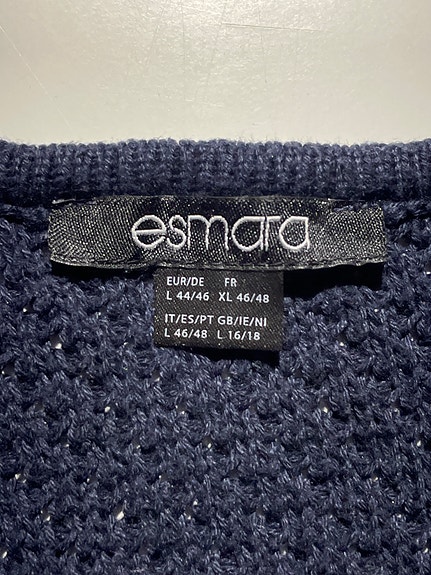 esmara
EUR/DE FR
L 44/46 XL 46/48
IT/ES/PT GB/IE/NI
L 46/48 L 16/18